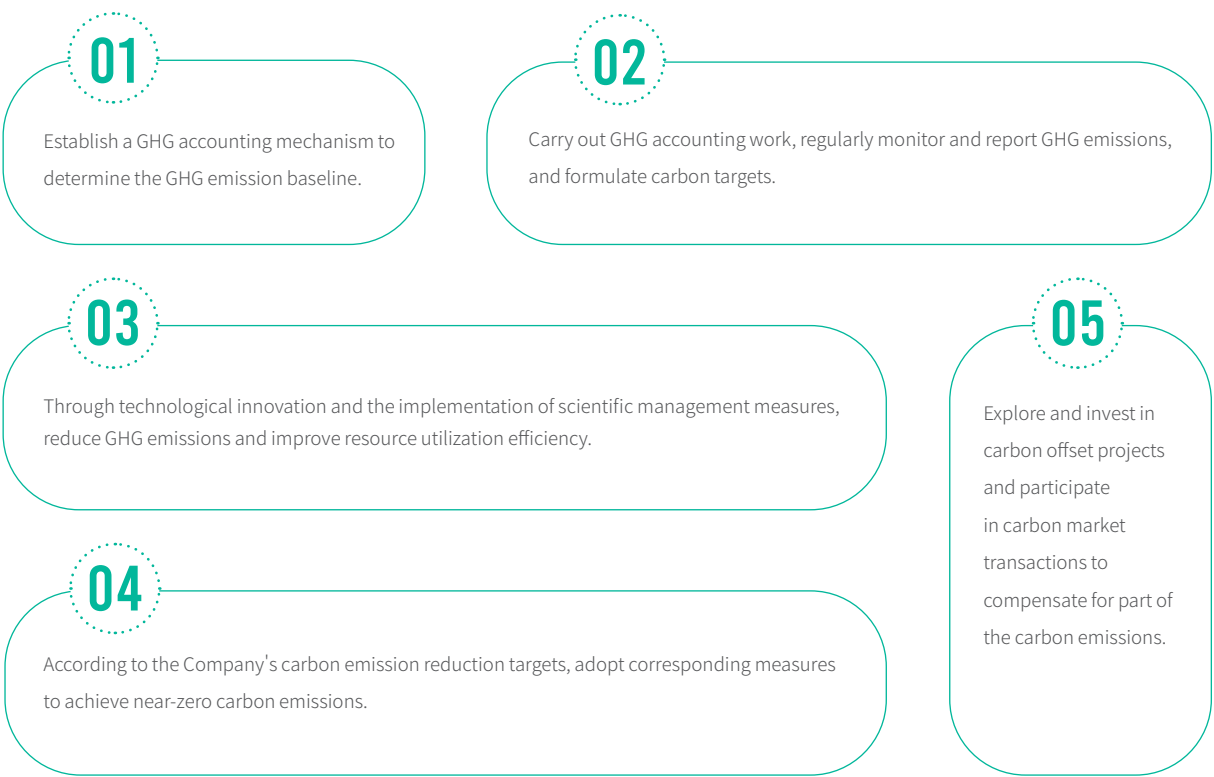 01
Establish a GHG accounting mechanism to
determine the GHG emission baseline.
02
Carry out GHG accounting work, regularly monitor and report GHG emissions,
and formulate carbon targets.
03
Through technological innovation and the implementation of scientific management measures,
reduce GHG emissions and improve resource utilization efficiency.
04
According to the Company's carbon emission reduction targets, adopt corresponding measures
to achieve near-zero carbon emissions.
05
Explore and invest in
carbon offset projects
and participate
in carbon market
transactions to
compensate for part of
the carbon emissions.